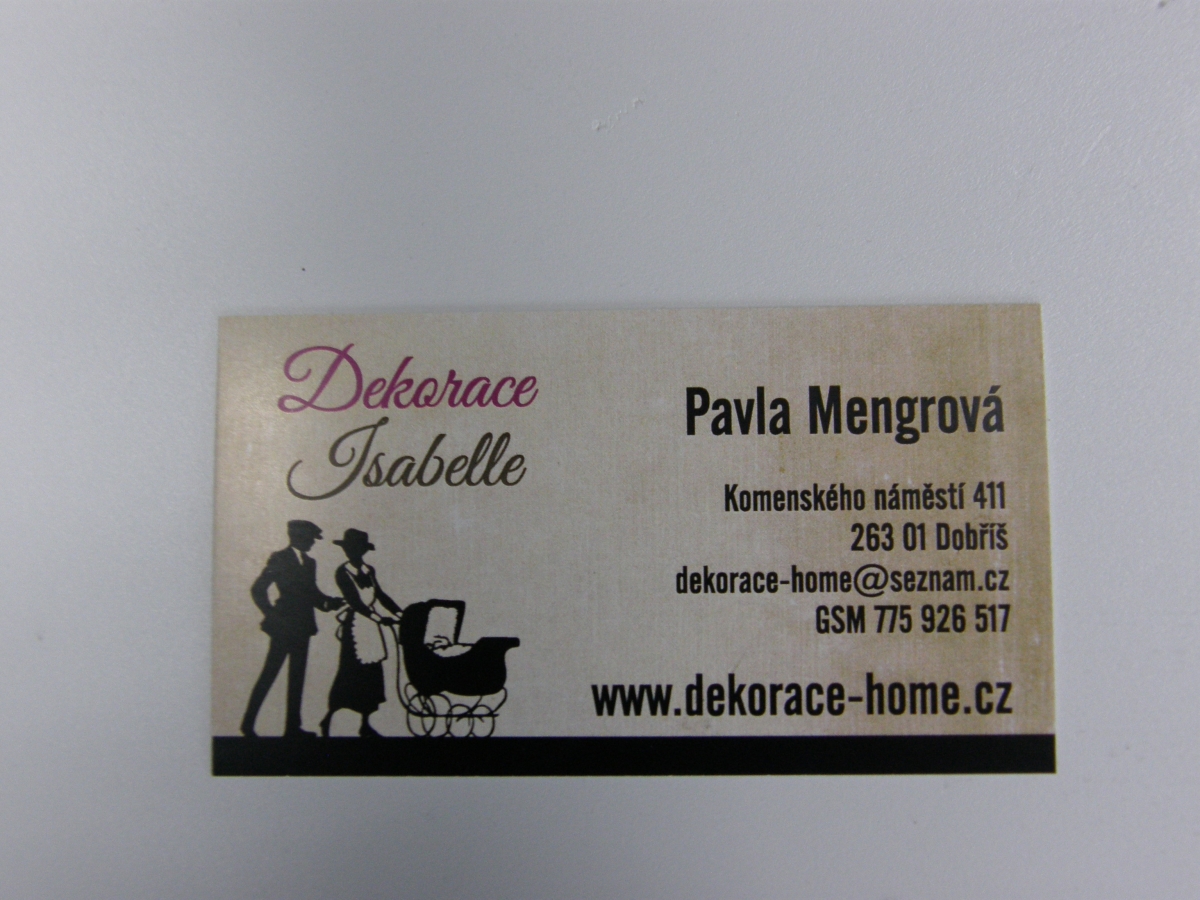 Dekorace
Isabelle
Pavla Mengrová
Komenského náměstí 411
263 01 Dobříš
dekorace-home@seznam.cz
GSM 775 926 517
www.dekorace-home.cz